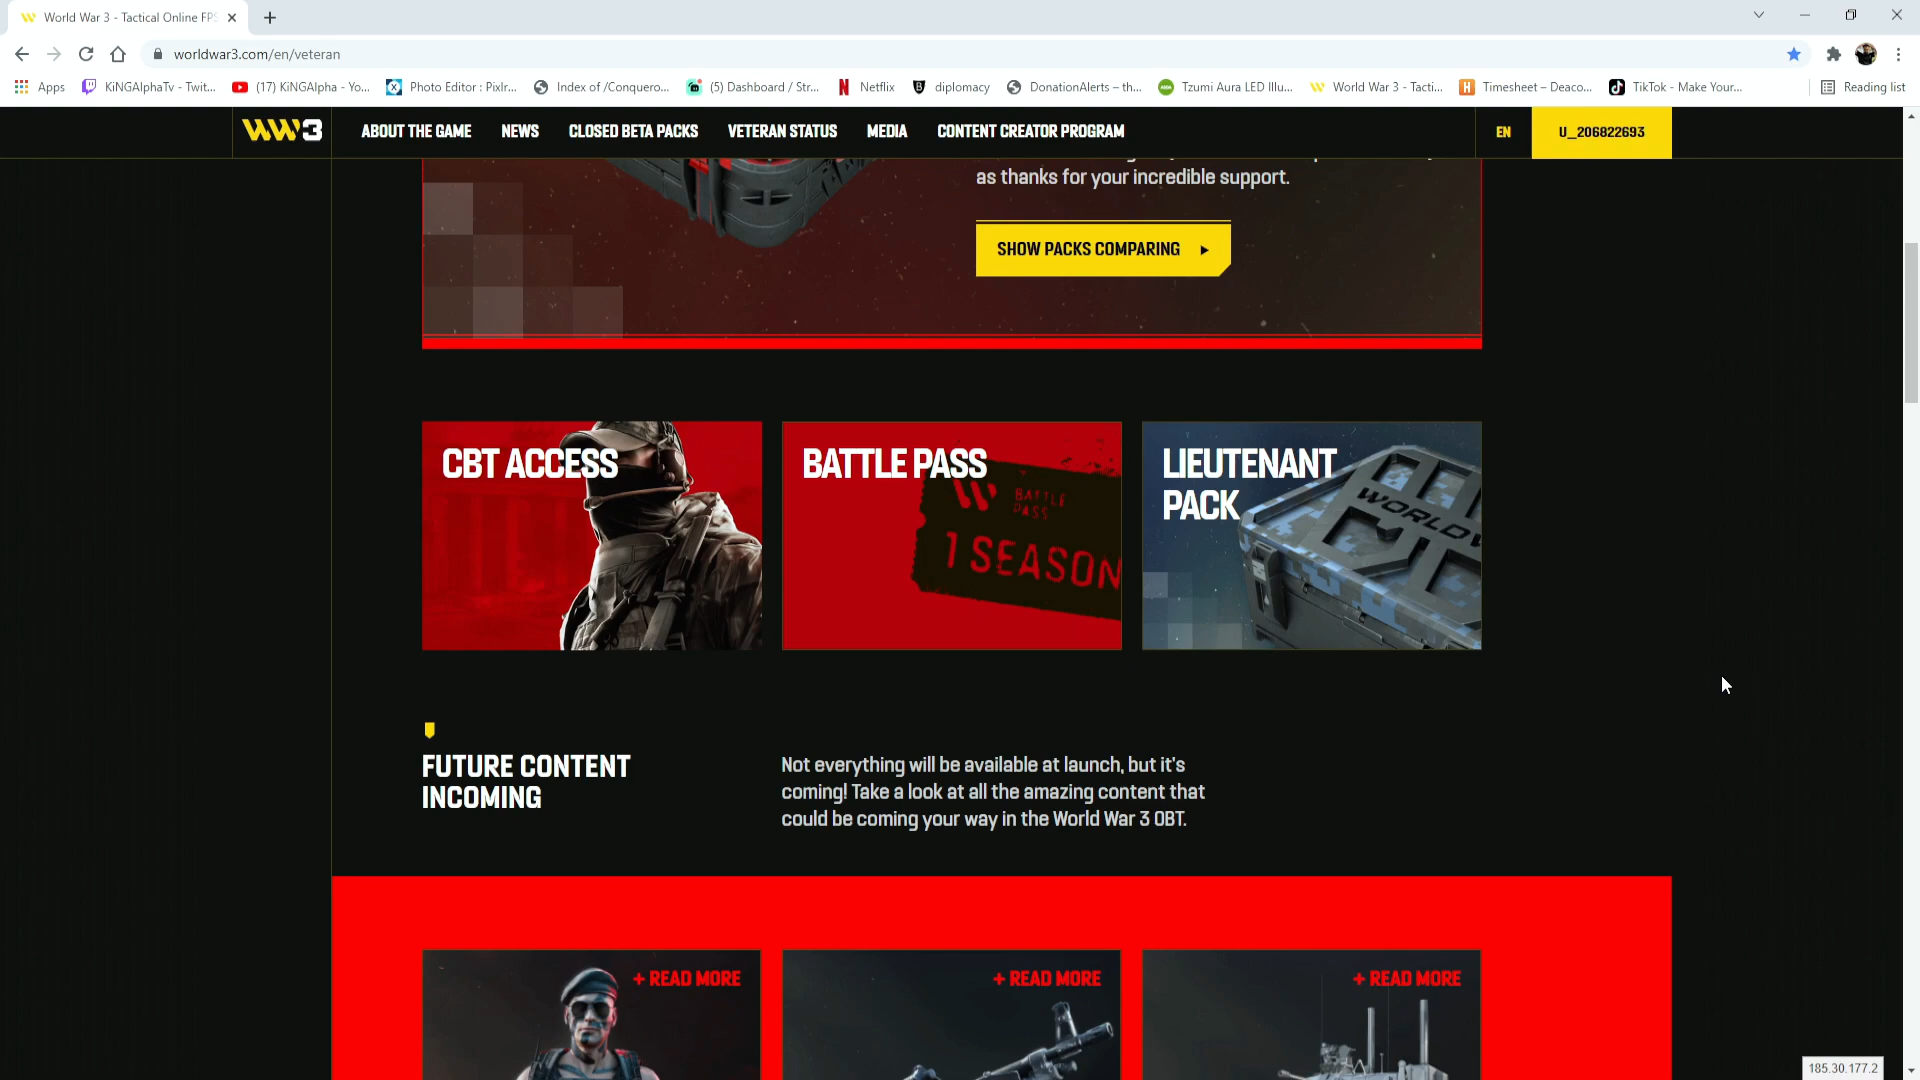 World War 3 - Tactical Online FPS
worldwar3.com/en/veteran
Apps
KiNGAlphaTv - Twit...
(17) KiNGAlpha - Yo...
Photo Editor : Pixlr...
Index of /Conquero...
(5) Dashboard / Str...
Netflix
diplomacy
DonationAlerts – th...
Tzumi Aura LED Illu...
World War 3 - Tacti...
Timesheet – Deaco...
TikTok - Make Your...
Reading list
WW3
ABOUT THE GAME
NEWS
CLOSED BETA PACKS
VETERAN STATUS
MEDIA
CONTENT CREATOR PROGRAM
EN
U_206822693
as thanks for your incredible support.
SHOW PACKS COMPARING
CBT ACCESS
BATTLE PASS
BATTLE
PASS
1 SEASON
LIEUTENANT
PACK
FUTURE CONTENT
INCOMING
Not everything will be available at launch, but it's
coming! Take a look at all the amazing content that
could be coming your way in the World War 3 OBT.
+ READ MORE
+ READ MORE
+ READ MORE
185.30.177.2